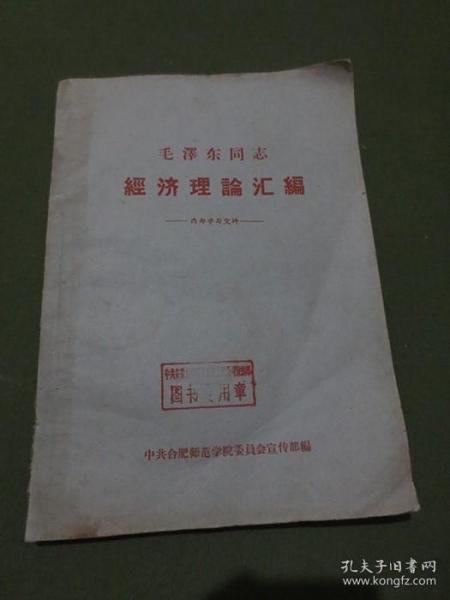 毛澤东同志
經济理論汇編
——内部学习文件——
图书专用章
中共合肥师范学院委員会宣传部編
孔夫子旧书网
www.kongfz.com